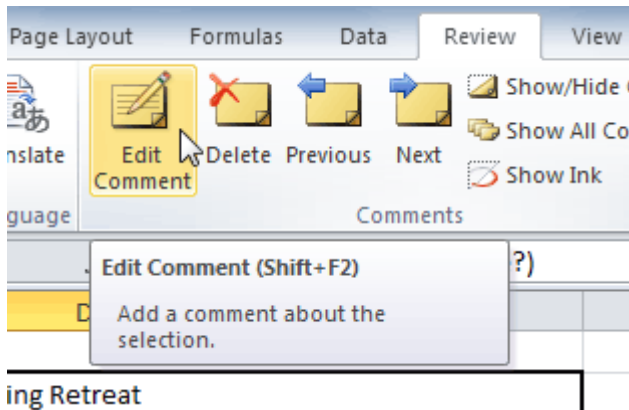 Page Layout Formulas Data Review View
Show/Hide
Show All Co
nslate Edit Comment Delete Previous Next
Show Ink
guage Comments
?)
Edit Comment (Shift+F2)
D
Add a comment about the
selection.
ing Retreat